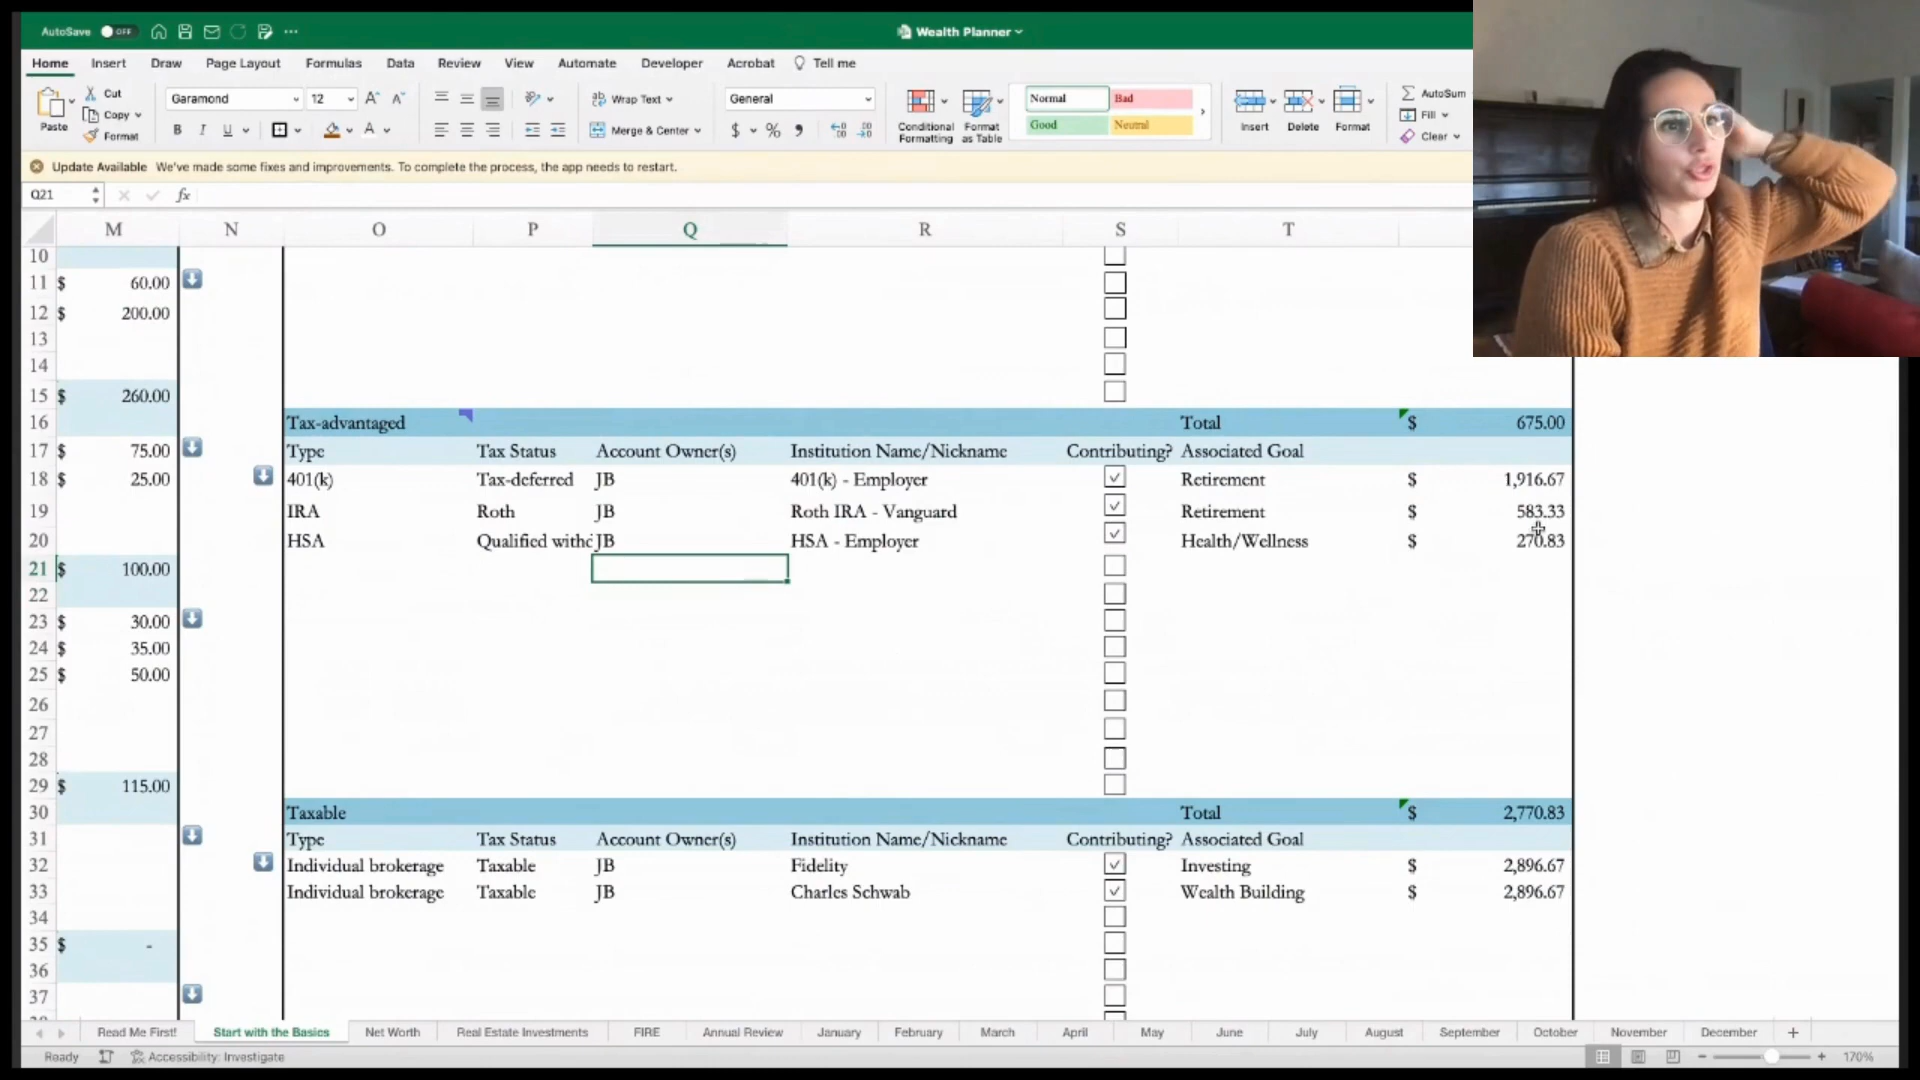 AutoSave OFF ··· Wealth Planner
Home Insert Draw Page Layout Formulas Data Review View Automate Developer Acrobat Tell me
Paste Cut Copy Format
Garamond 12 A A
B I U A
Wrap Text
Merge & Center
General
$ % 9
Conditional Formatting Format as Table
Normal Bad
Good Neutral
Insert Delete Format
AutoSum
Fill
Clear
Update Available We've made some fixes and improvements. To complete the process, the app needs to restart.
Q21 fx
M N O Q P R S T
10
11 $ 60.00
12 $ 200.00
13
14
15 $ 260.00
16 Tax-advantaged Total $ 675.00
17 $ 75.00 Type Tax Status Account Owner(s) Institution Name/Nickname Contributing? Associated Goal
18 $ 25.00 401(k) Tax-deferred JB 401(k) - Employer Retirement $ 1,916.67
19 IRA Roth JB Roth IRA - Vanguard Retirement $ 583.33
20 HSA Qualified withc JB HSA - Employer Health/Wellness $ 270.83
21 $ 100.00
22
23 $ 30.00
24 $ 35.00
25 $ 50.00
26
27
28
29 $ 115.00
30 Taxable Total $ 2,770.83
31 Type Tax Status Account Owner(s) Institution Name/Nickname Contributing? Associated Goal
32 Individual brokerage Taxable JB Fidelity Investing $ 2,896.67
33 Individual brokerage Taxable JB Charles Schwab Wealth Building $ 2,896.67
34
35 $ -
36
37
Read Me First! Start with the Basics Net Worth Real Estate Investments FIRE Annual Review January February March April May June July August September October November December +
Ready Accessibility: Investigate - + 170%